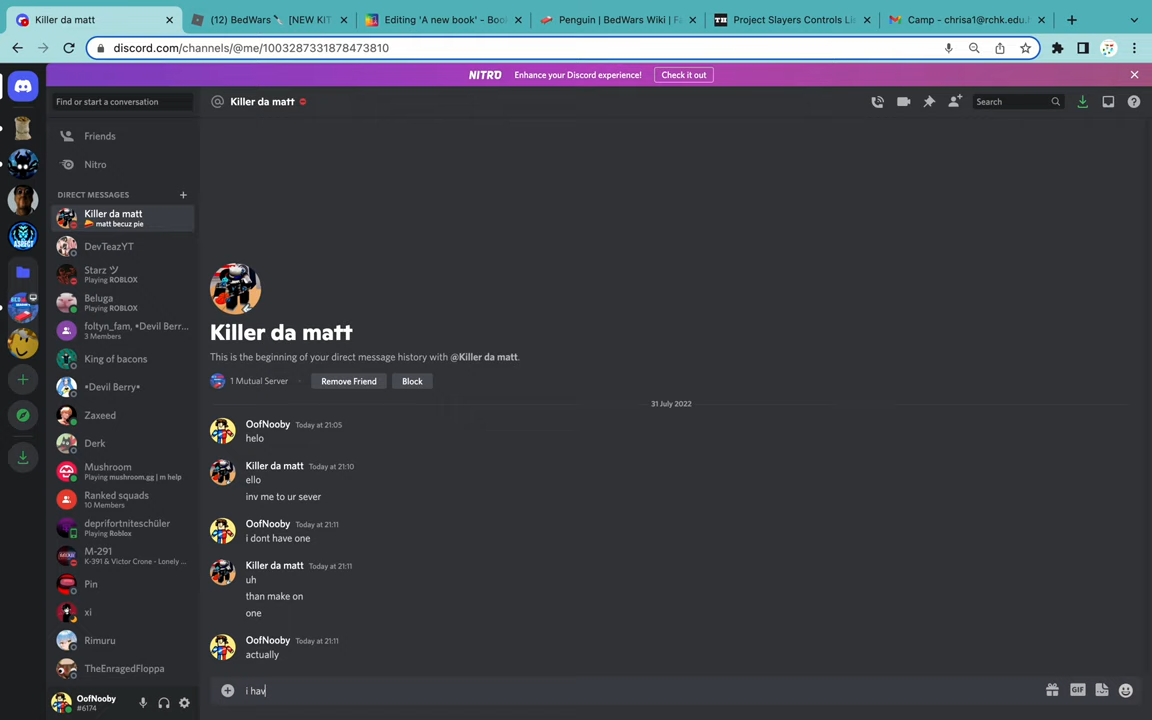 Killer da matt
(12) BedWars [NEW KIT
Editing 'A new book' - Boo
Penguin | BedWars Wiki | Fa
TH Project Slayers Controls Li
Camp - chrisa1@rchk.edu.
discord.com/channels/@me/1003287331878473810
NITRO Enhance your Discord experience! Check it out
Find or start a conversation
@ Killer da matt
Search
Friends
Nitro
DIRECT MESSAGES +
Killer da matt
matt becuz pie
DevTeazYT
Starz ツ
Playing ROBLOX
Beluga
Playing ROBLOX
foltyn_fam, •Devil Berr...
3 Members
King of bacons
•Devil Berry•
Zaxeed
Derk
Mushroom
Playing mushroom.gg | m help
Ranked squads
10 Members
deprifortniteschüler
Playing Roblox
M-291
K-391 & Victor Crone - Lonely ...
Pin
xi
Rimuru
TheEnragedFloppa
OofNooby
#6174
Killer da matt
This is the beginning of your direct message history with @Killer da matt.
1 Mutual Server Remove Friend Block
31 July 2022
OofNooby Today at 21:05
helo
Killer da matt Today at 21:10
ello
inv me to ur sever
OofNooby Today at 21:11
i dont have one
Killer da matt Today at 21:11
uh
than make on
one
OofNooby Today at 21:11
actually
i hav
GIF